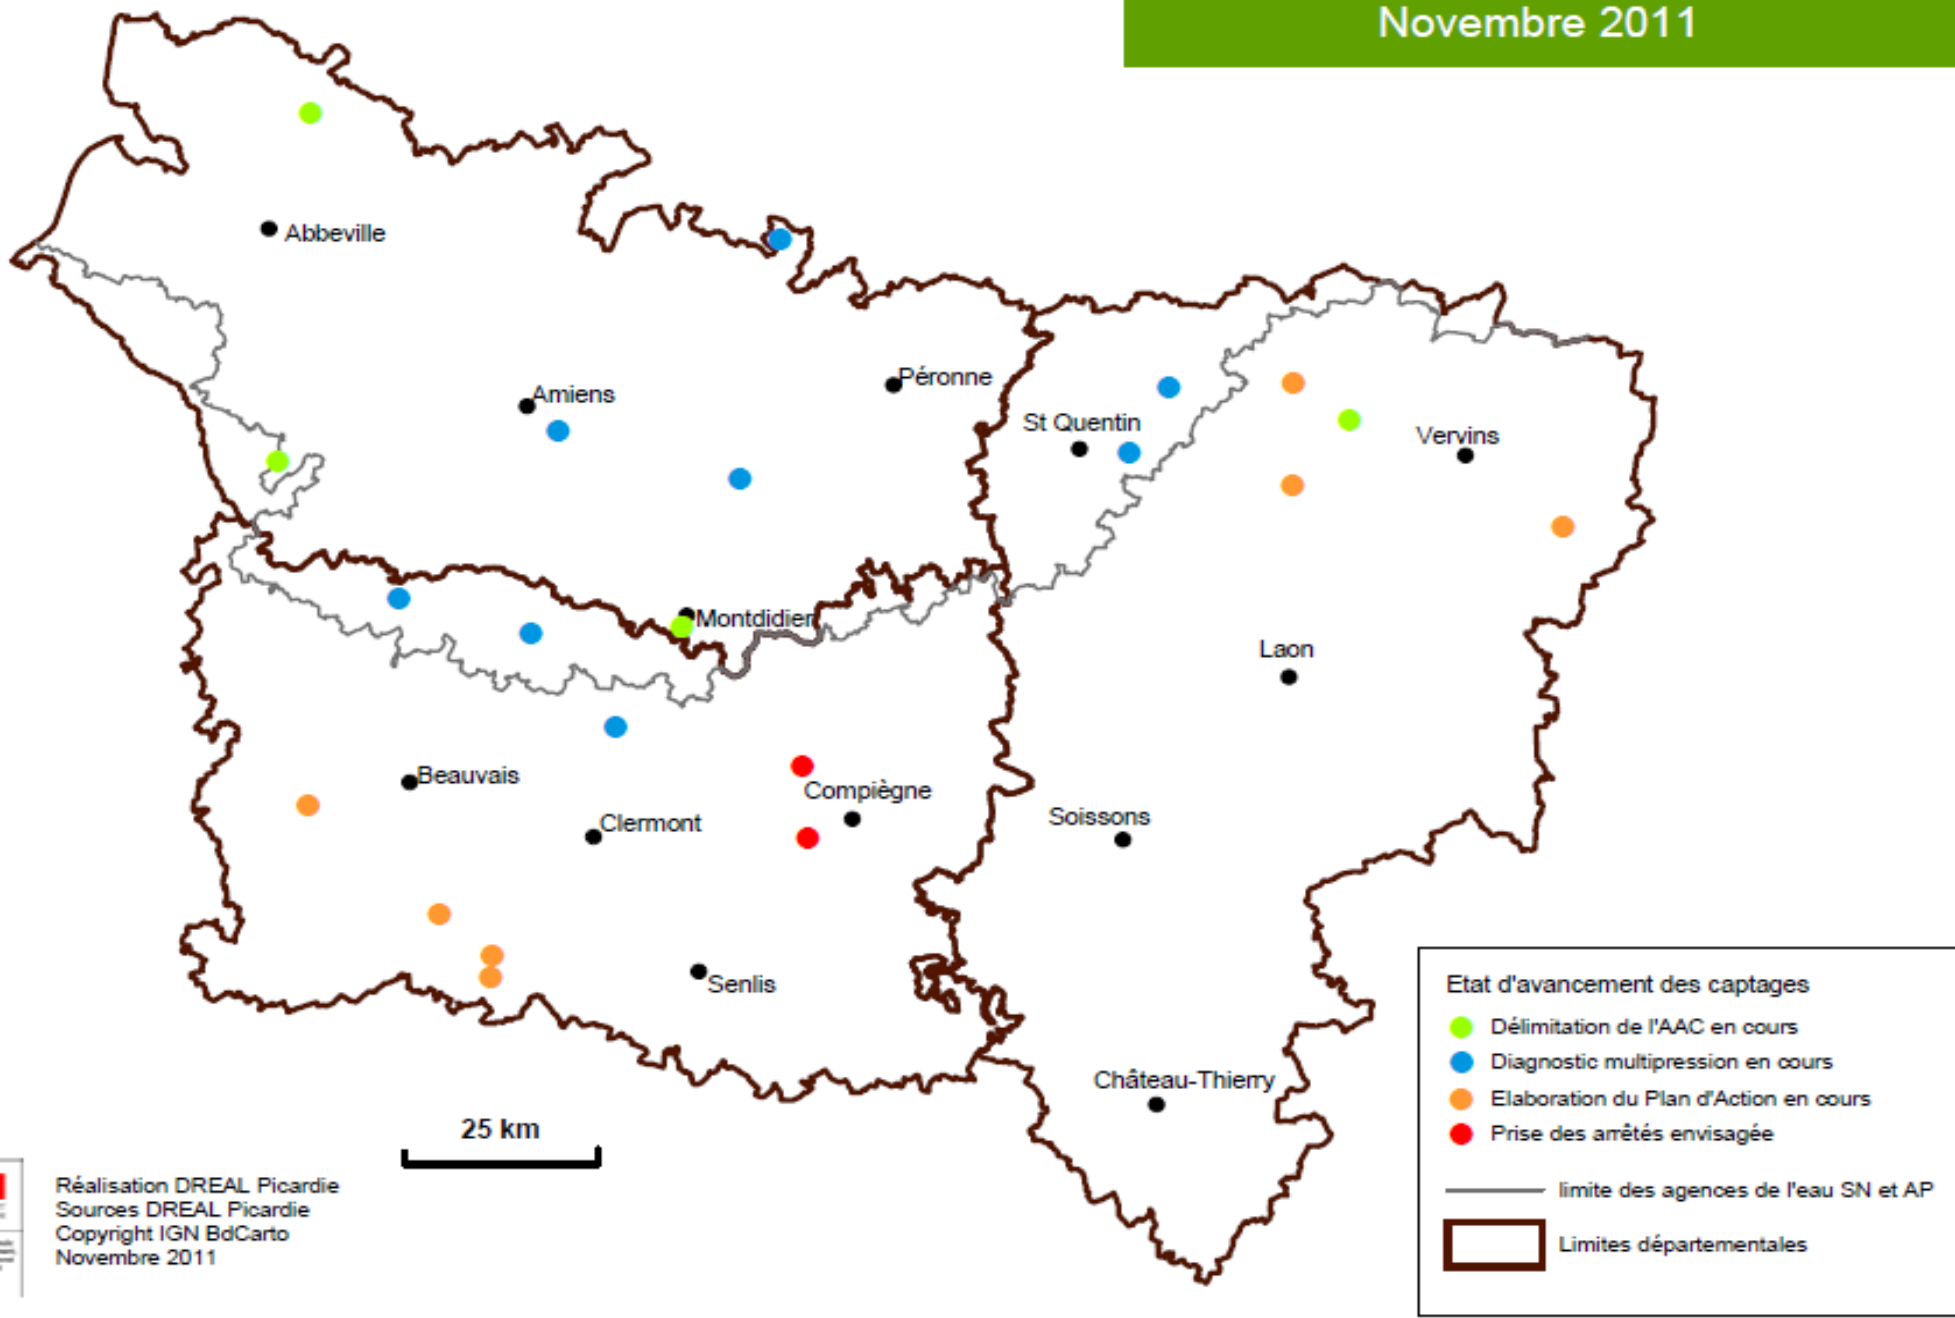 Novembre 2011
Abbeville
Amiens
Péronne
St Quentin
Vervins
Montdidier
Laon
Beauvais
Compiègne
Clermont
Soissons
Senlis
Château-Thierry
25 km
Réalisation DREAL Picardie
Sources DREAL Picardie
Copyright IGN BdCarto
Novembre 2011
Etat d'avancement des captages
Délimitation de l'AAC en cours
Diagnostic multipression en cours
Elaboration du Plan d'Action en cours
Prise des arrêtés envisagée
limite des agences de l'eau SN et AP
Limites départementales